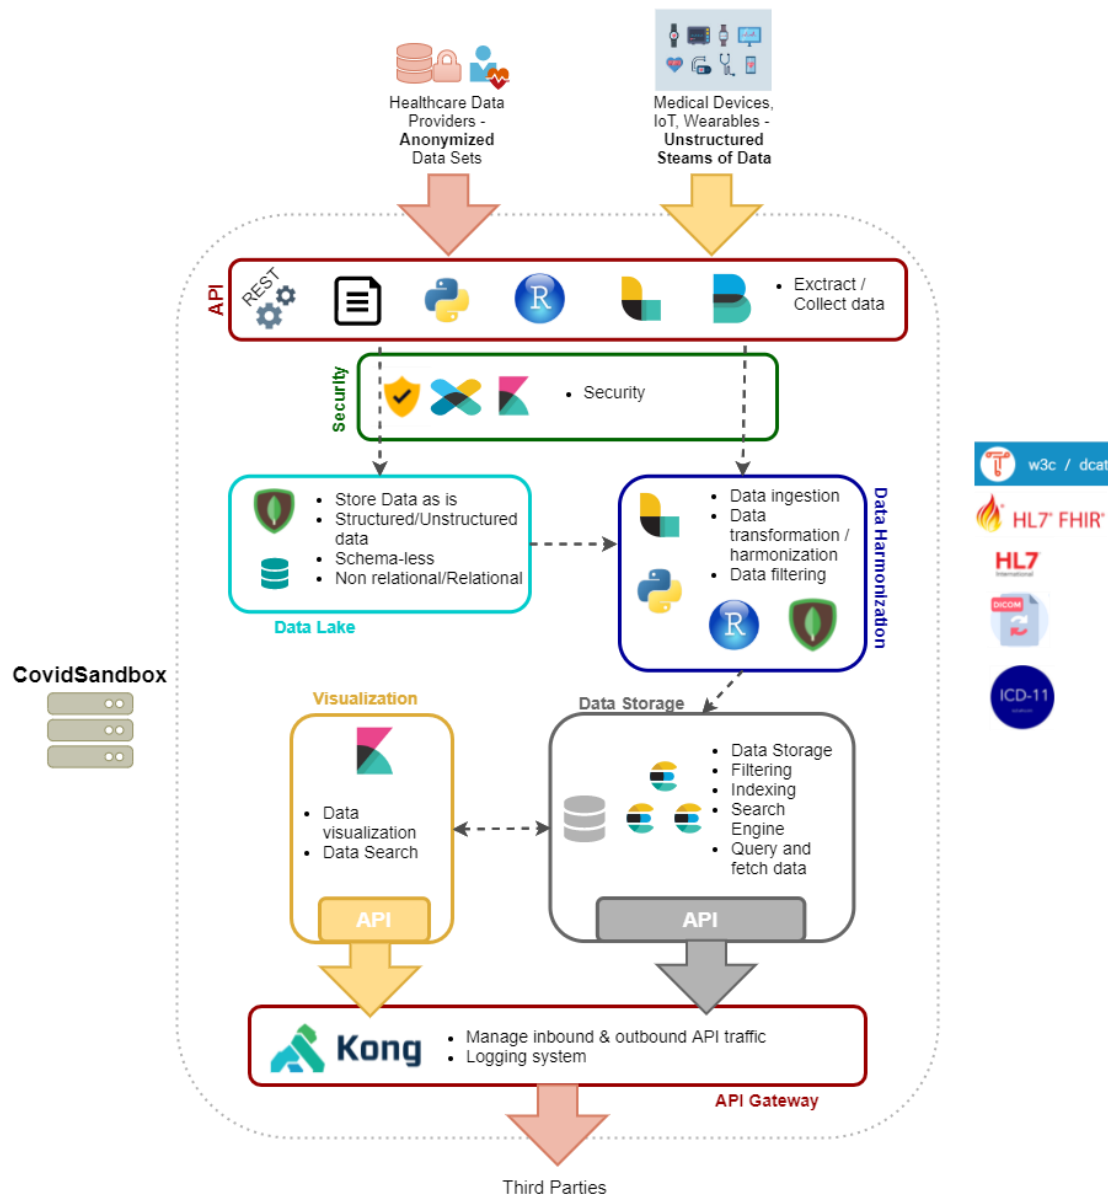 Healthcare Data
Providers -
Anonymized
Data Sets
Medical Devices,
IoT, Wearables -
Unstructured
Steams of Data
API
REST
R
• Exctract /
Collect data
Security
• Security
• Store Data as is
• Structured/Unstructured
data
• Schema-less
• Non relational/Relational
Data Lake
• Data ingestion
• Data
transformation /
harmonization
• Data filtering
R
Data Harmonization
w3c / dcat
HL7 FHIR
HL7
International
DICOM
ICD-11
CovidSandbox
Visualization
• Data
visualization
• Data Search
API
Data Storage
• Data Storage
• Filtering
• Indexing
• Search
Engine
• Query and
fetch data
API
Kong
• Manage inbound & outbound API traffic
• Logging system
API Gateway
Third Parties